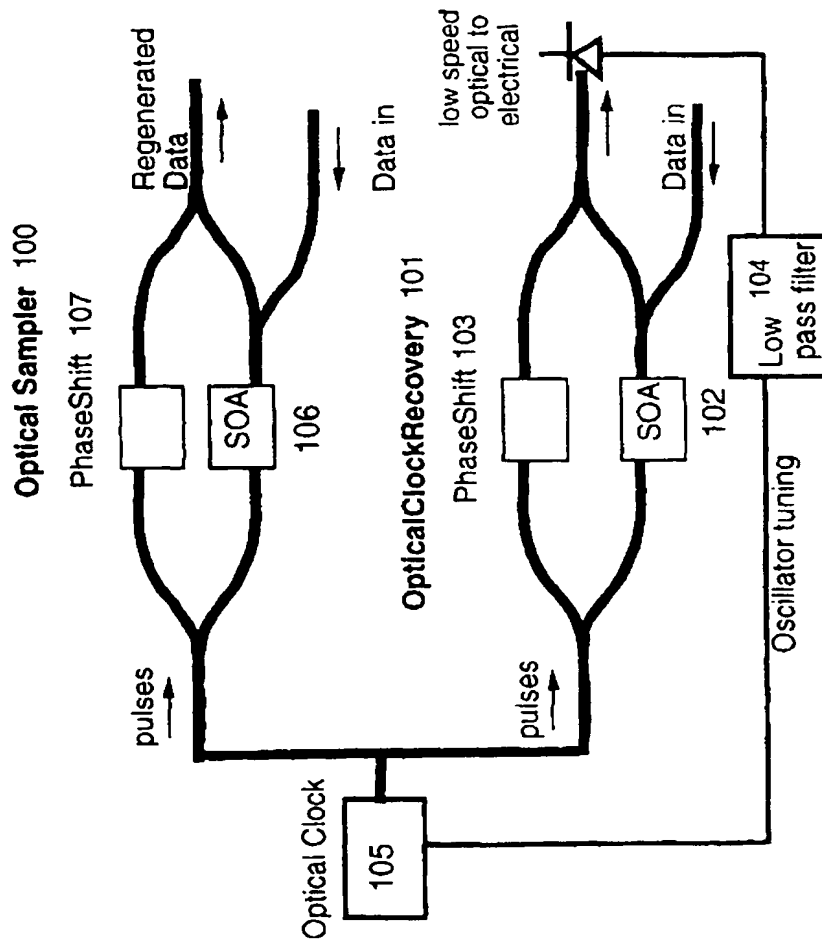 Optical Sampler 100
PhaseShift 107
Regenerated
Data
pulses
SOA
106
Data in
Optical Clock
105
OpticalClockRecovery 101
PhaseShift 103
low speed
optical to
electrical
pulses
SOA
102
Data in
104
Low
pass filter
Oscillator tuning